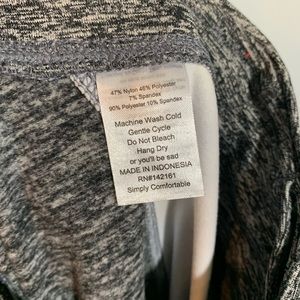 47% Nylon 46% Polyester
7% Spandex
90% Polyester 10% Spandex
Machine Wash Cold
Gentle Cycle
Do Not Bleach
Hang Dry
or you'll be sad
MADE IN INDONESIA
RN#142161
Simply Comfortable